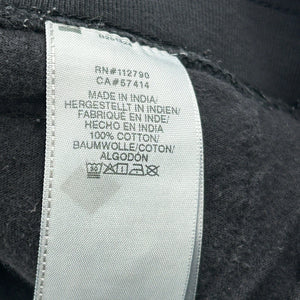 RN#112790
CA#57414
MADE IN INDIA/
HERGESTELLT IN INDIEN/
FABRIQUÉ EN INDE/
HECHO EN INDIA
100% COTTON/
BAUMWOLLE/COTON/
ALGODÓN